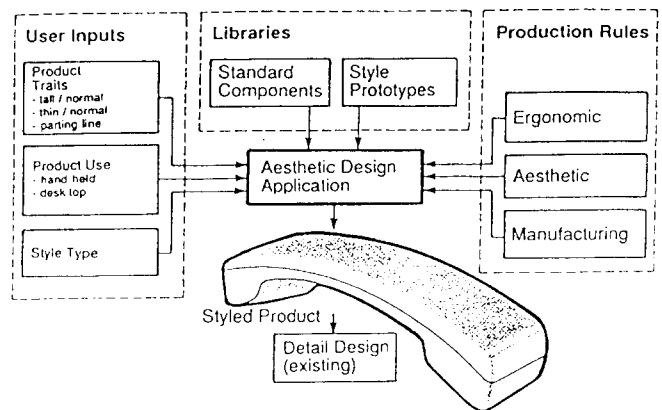 User Inputs
Product
Traits
- tall / normal
- thin / normal
- parting line
Product Use
- hand held
- desk top
Style Type
Libraries
Standard
Components
Style
Prototypes
Production Rules
Ergonomic
Aesthetic
Manufacturing
Aesthetic Design
Application
Styled Product
Detail Design
(existing)